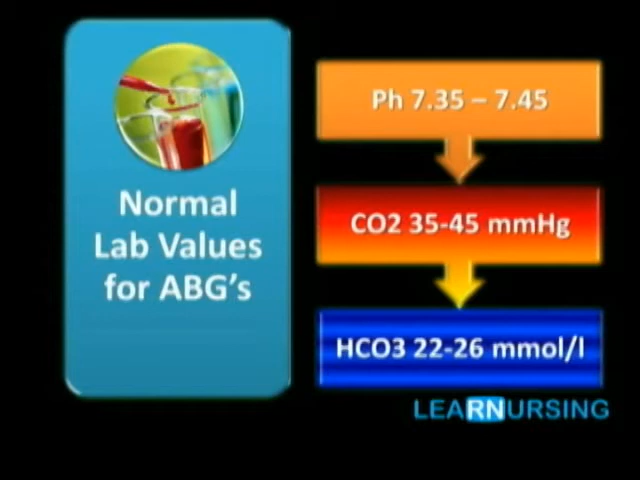 Normal
Lab Values
for ABG's
Ph 7.35 – 7.45
CO2 35-45 mmHg
HCO3 22-26 mmol/l
LEARNURSING